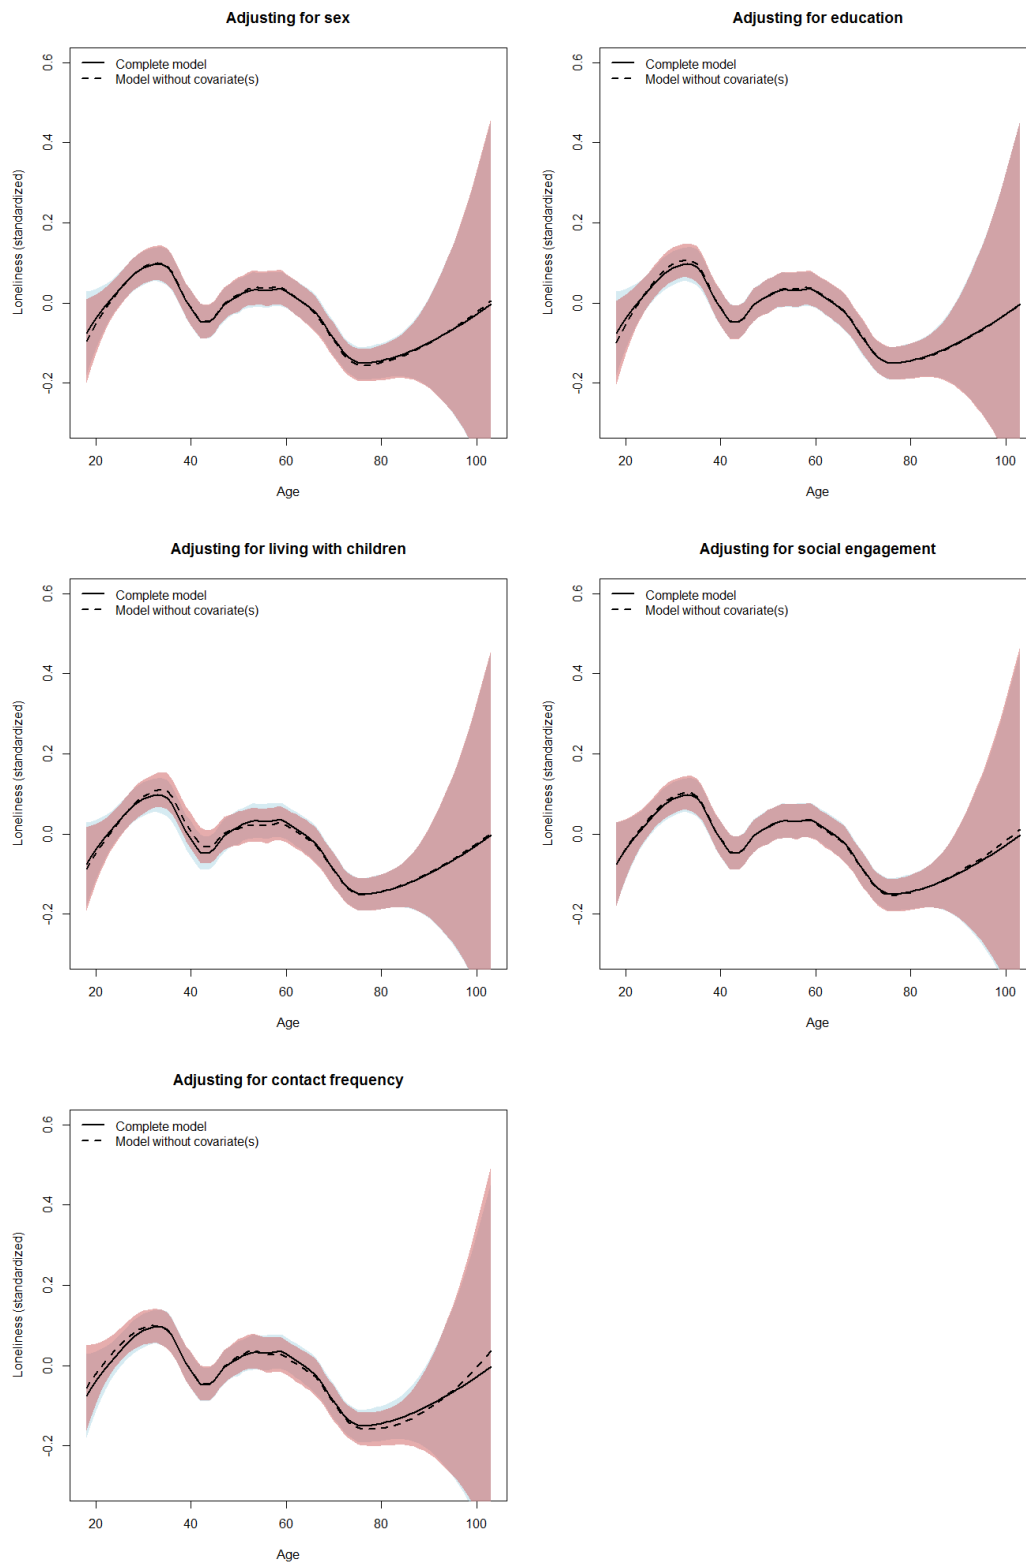 Adjusting for sex
Complete model
Model without covariate(s)
Loneliness (standardized)
0.6
0.4
0.2
0.0
-0.2
20 40 60 80 100
Age
Adjusting for education
Complete model
Model without covariate(s)
Loneliness (standardized)
0.6
0.4
0.2
0.0
-0.2
20 40 60 80 100
Age
Adjusting for living with children
Complete model
Model without covariate(s)
Loneliness (standardized)
0.6
0.4
0.2
0.0
-0.2
20 40 60 80 100
Age
Adjusting for social engagement
Complete model
Model without covariate(s)
Loneliness (standardized)
0.6
0.4
0.2
0.0
-0.2
20 40 60 80 100
Age
Adjusting for contact frequency
Complete model
Model without covariate(s)
Loneliness (standardized)
0.6
0.4
0.2
0.0
-0.2
20 40 60 80 100
Age